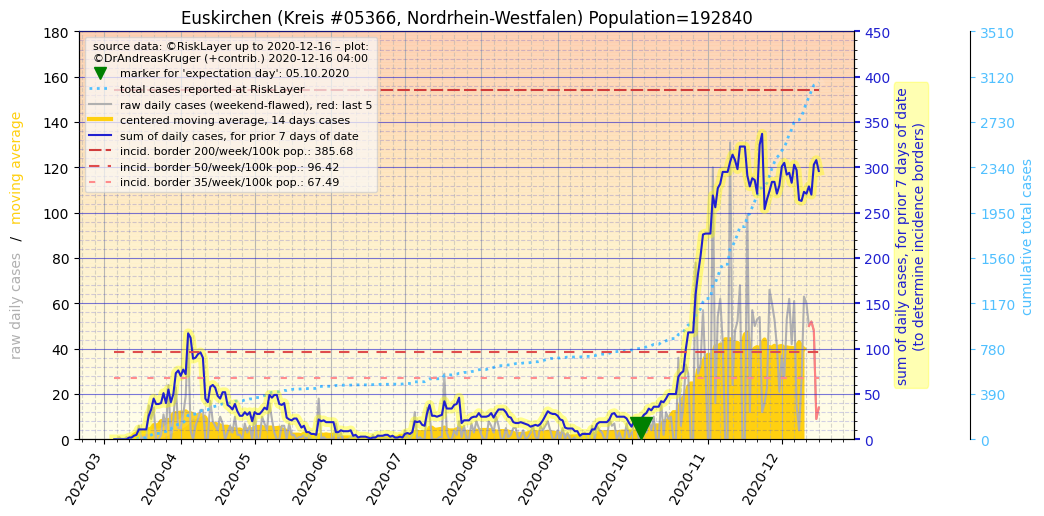 Euskirchen (Kreis #05366, Nordrhein-Westfalen) Population=192840
source data: ©RiskLayer up to 2020-12-16 – plot:
©DrAndreasKruger (+contrib.) 2020-12-16 04:00
marker for 'expectation day': 05.10.2020
total cases reported at RiskLayer
raw daily cases (weekend-flawed), red: last 5
centered moving average, 14 days cases
sum of daily cases, for prior 7 days of date
incid. border 200/week/100k pop.: 385.68
incid. border 50/week/100k pop.: 96.42
incid. border 35/week/100k pop.: 67.49
raw daily cases / moving average
180
160
140
120
100
80
60
40
20
0
450
400
350
300
250
200
150
100
50
0
sum of daily cases, for prior 7 days of date
(to determine incidence borders)
3510
3120
2730
2340
1950
1560
1170
780
390
0
cumulative total cases
2020-03
2020-04
2020-05
2020-06
2020-07
2020-08
2020-09
2020-10
2020-11
2020-12